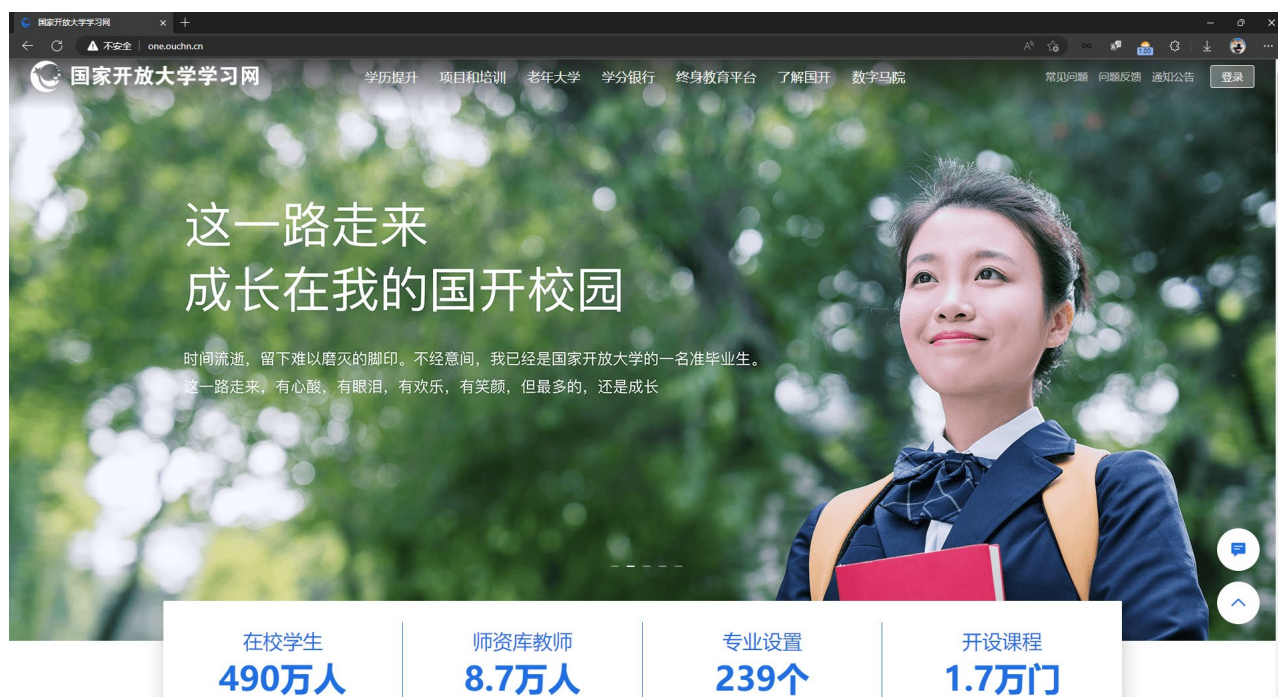 国家开放大学学习网
不安全 one.ouchn.cn
1.00
国家开放大学学习网 学历提升 项目和培训 老年大学 学分银行 终身教育平台 了解国开 数字马院 常见问题 问题反馈 通知公告 登录
这一路走来
成长在我的国开校园
时间流逝，留下难以磨灭的脚印。不经意间，我已经是国家开放大学的一名准毕业生。
这一路走来，有心酸，有眼泪，有欢乐，有笑颜，但最多的，还是成长
在校学生 师资库教师 专业设置 开设课程
490万人 8.7万人 239个 1.7万门